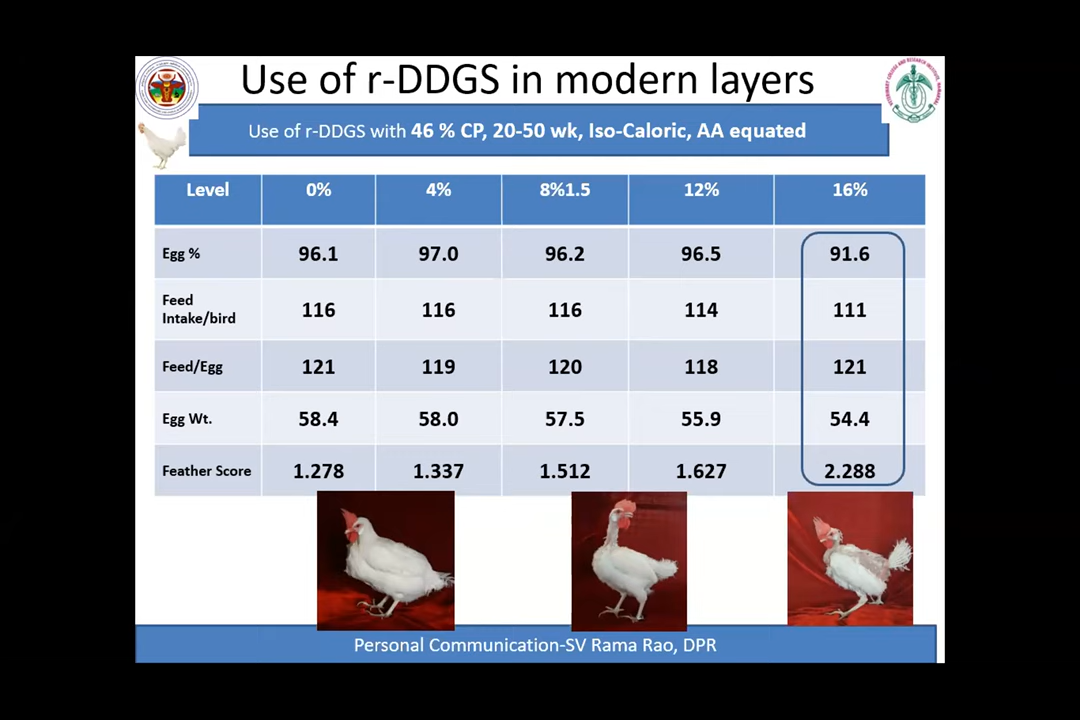 Use of r-DDGS in modern layers
Use of r-DDGS with 46 % CP, 20-50 wk, Iso-Caloric, AA equated
Level 0% 4% 8%1.5 12% 16%
Egg % 96.1 97.0 96.2 96.5 91.6
Feed
Intake/bird 116 116 116 114 111
Feed/Egg 121 119 120 118 121
Egg Wt. 58.4 58.0 57.5 55.9 54.4
Feather Score 1.278 1.337 1.512 1.627 2.288
Personal Communication-SV Rama Rao, DPR